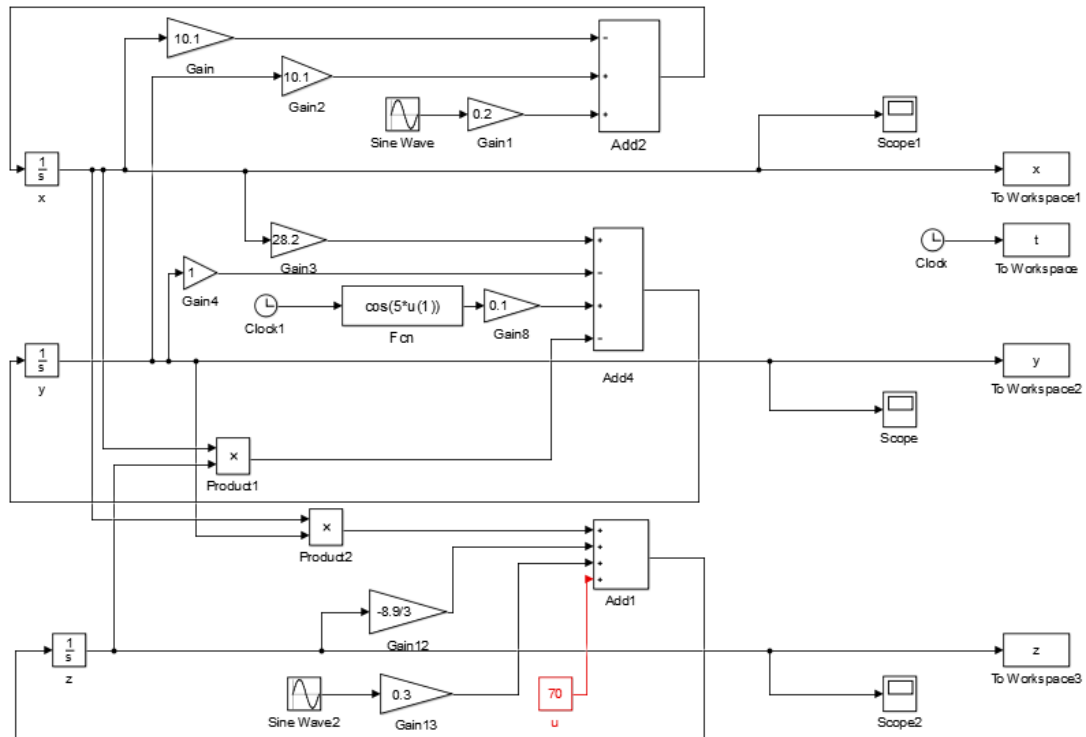 10.1
Gain
-
10.1
Gain2
+
Sine Wave
0.2
Gain1
+
Add2
Scope1
1
s
x
x
To Workspace1
28.2
Gain3
+
1
Gain4
-
Clock
t
To Workspace
Clock1
cos(5*u(1))
Fcn
0.1
Gain8
+
-
Add4
1
s
y
y
To Workspace2
Scope
×
Product1
×
Product2
+
+
+
+
Add1
-8.9/3
Gain12
1
s
z
z
To Workspace3
Sine Wave2
0.3
Gain13
70
u
Scope2